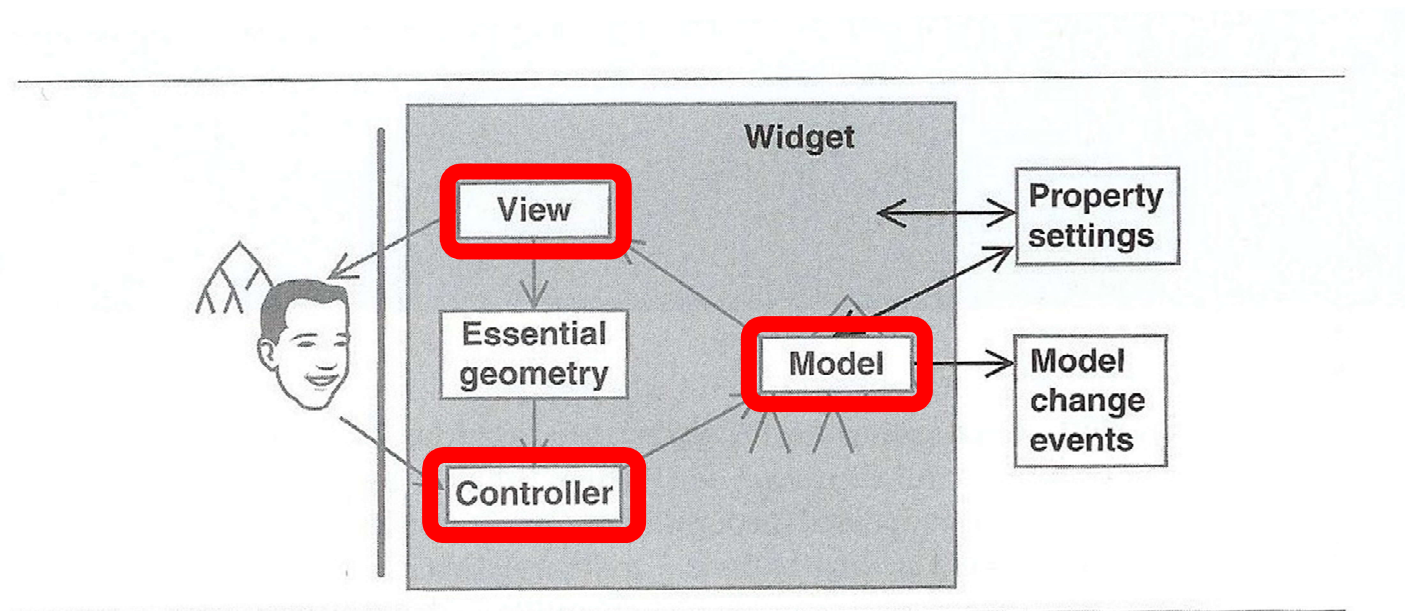 Widget
View
Property
settings
Essential
geometry
Model
Model
change
events
Controller